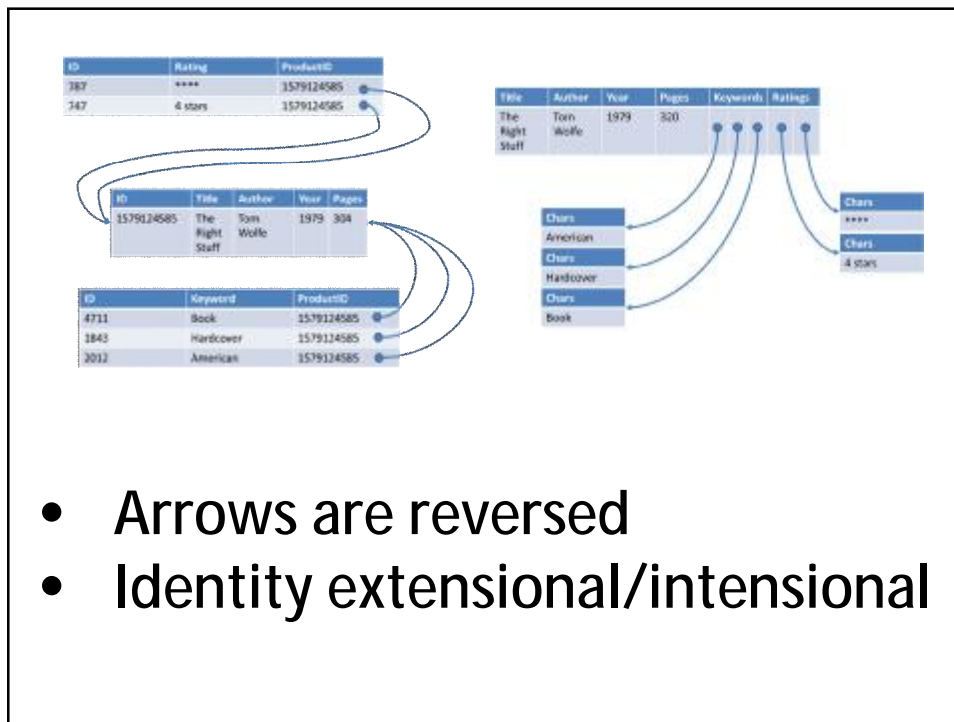 ID Rating ProductID
787 **** 1579124585
747 4 stars 1579124585
ID Title Author Year Pages
1579124585 The Tom 1979 304
Right Wolfe
Stuff
ID Keyword ProductID
4711 Book 1579124585
1843 Hardcover 1579124585
2012 American 1579124585
Title Author Year Pages Keywords Ratings
The Tom 1979 320
Right Wolfe
Stuff
Chars
American
Chars
Hardcover
Chars
Book
Chars
****
Chars
4 stars
• Arrows are reversed
• Identity extensional/intensional